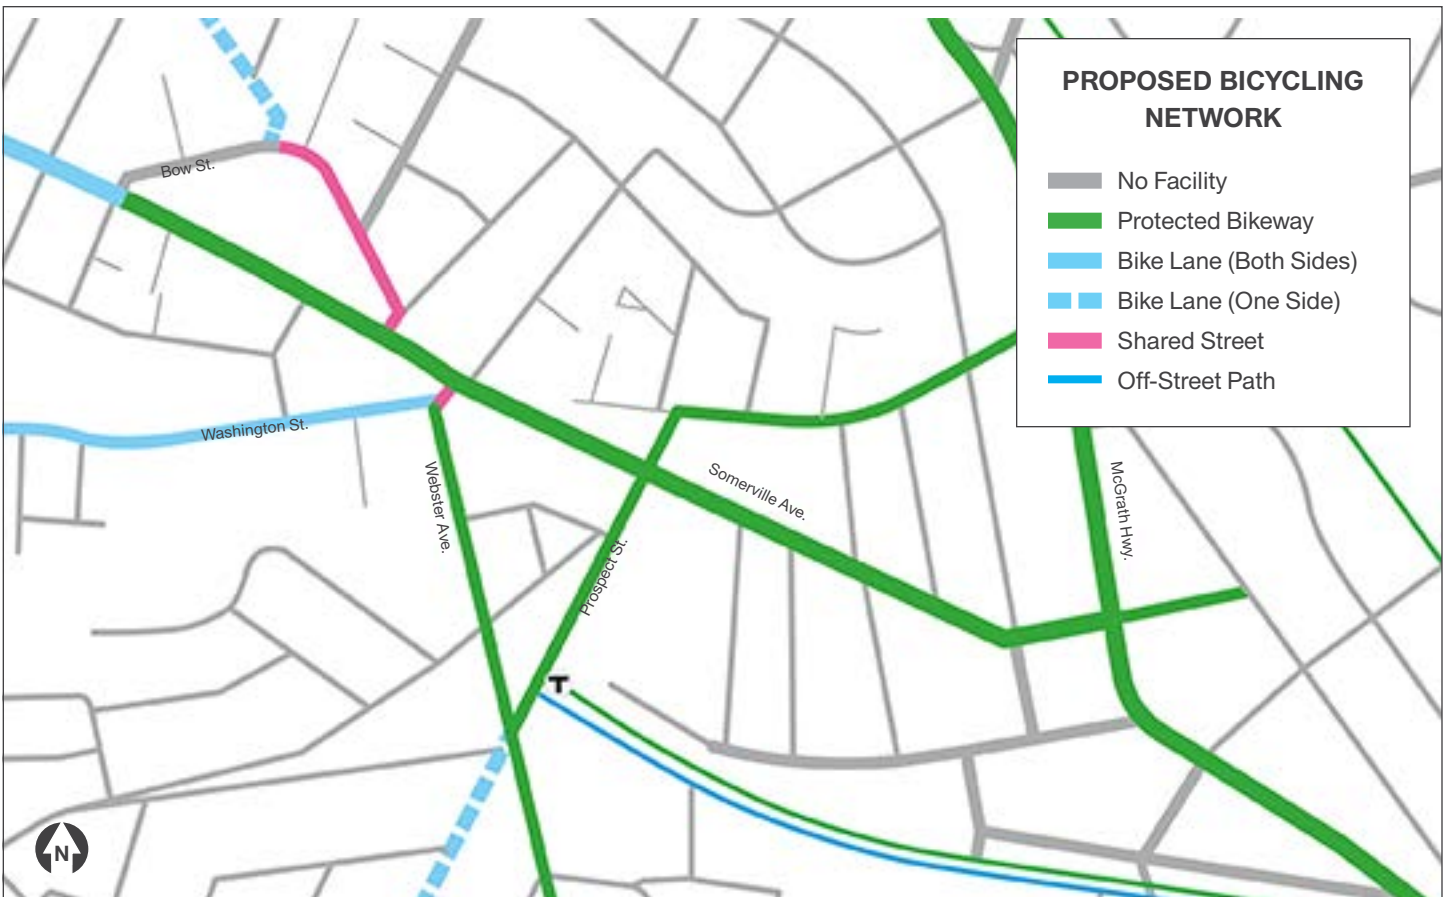 PROPOSED BICYCLING
NETWORK
No Facility
Protected Bikeway
Bike Lane (Both Sides)
Bike Lane (One Side)
Shared Street
Off-Street Path
Bow St.
Washington St.
Webster Ave.
Somerville Ave.
Prospect St.
McGrath Hwy.
T
N